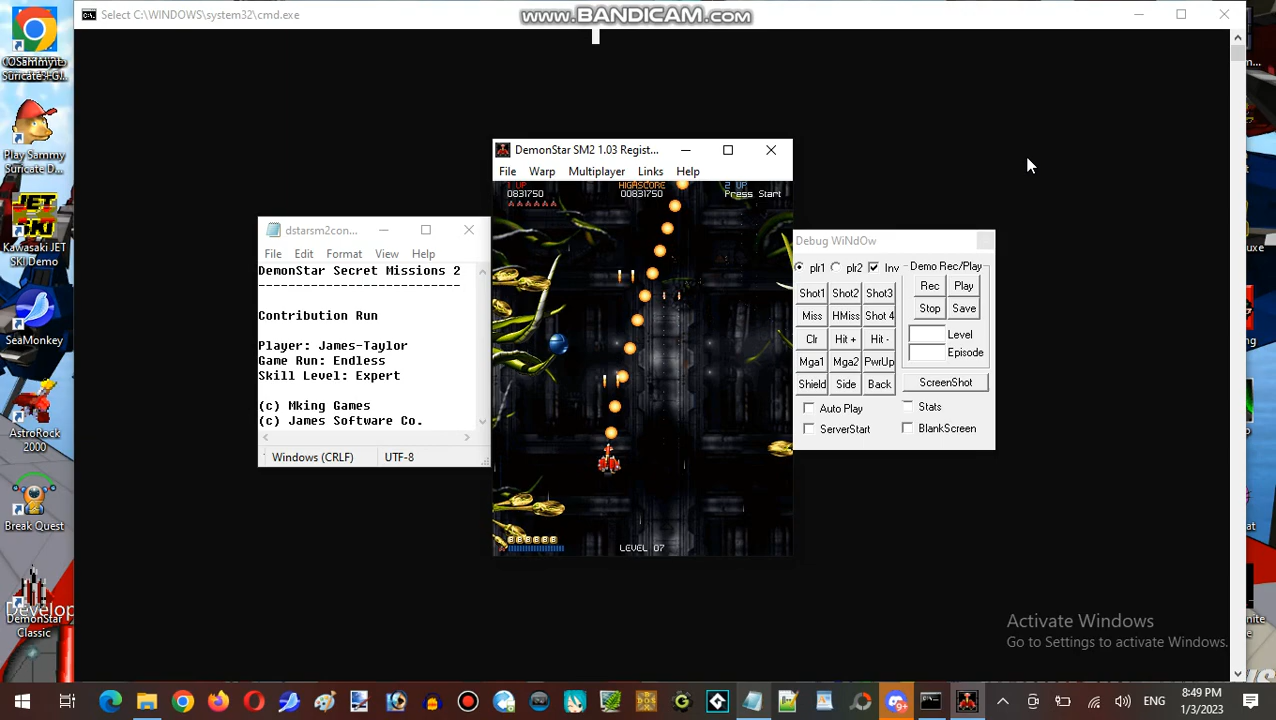 Select C:\WINDOWS\system32\cmd.exe
www.BANDICAM.com
Suricate
Play Sammy
Suricate D...
JET
SKI
Kawasaki JET
SKI Demo
SeaMonkey
AstroRock
2000
Break Quest
Develop
DemonStar
Classic
dstarsm2con...
File Edit Format View Help
DemonStar Secret Missions 2
---------------------------
Contribution Run
Player: James-Taylor
Game Run: Endless
Skill Level: Expert
(c) Mking Games
(c) James Software Co.
Windows (CRLF) UTF-8
DemonStar SM2 1.03 Regist...
File Warp Multiplayer Links Help
1 UP HIGHSCORE 2 UP
0831750 00831750 Press Start
LEVEL 07
Debug WiNdOw
plr1 plr2 Inv Demo Rec/Play
Shot1 Shot2 Shot3 Rec Play
Miss HMiss Shot 4 Stop Save
Clr Hit + Hit - Level
Mga1 Mga2 PwrUp Episode
Shield Side Back ScreenShot
Auto Play Stats
ServerStart BlankScreen
Activate Windows
Go to Settings to activate Windows.
ENG
8:49 PM
1/3/2023